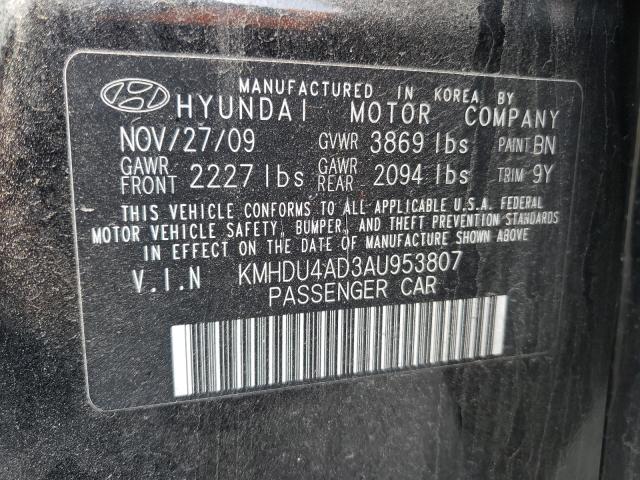 MANUFACTURED IN KOREA BY
HYUNDAI MOTOR COMPANY
NOV/27/09 GVWR 3869 lbs PAINT BN
GAWR FRONT 2227 lbs GAWR REAR 2094 lbs TRIM 9Y
THIS VEHICLE CONFORMS TO ALL APPLICABLE U.S.A. FEDERAL
MOTOR VEHICLE SAFETY, BUMPER, AND THEFT PREVENTION STANDARDS
IN EFFECT ON THE DATE OF MANUFACTURE SHOWN ABOVE
V.I.N KMHDU4AD3AU953807
PASSENGER CAR